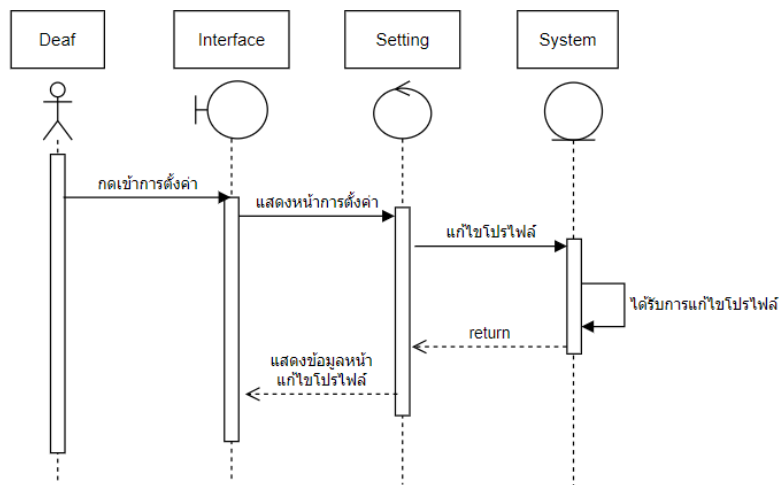 Deaf
Interface
Setting
System
กดเข้าการตั้งค่า
แสดงหน้าการตั้งค่า
แก้ไขโปรไฟล์
ได้รับการแก้ไขโปรไฟล์
return
แสดงข้อมูลหน้า
แก้ไขโปรไฟล์